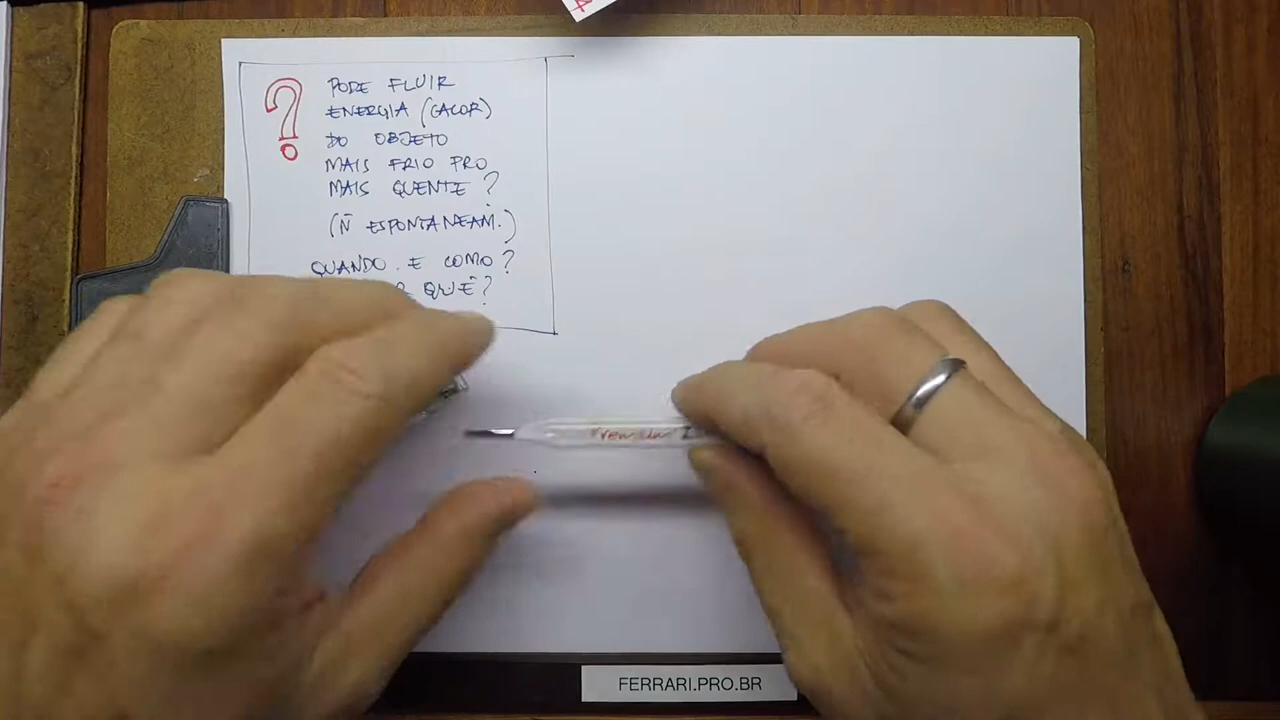 ?
PODE FLUIR
ENERGIA (CALOR)
DO OBJETO
MAIS FRIO PRO
MAIS QUENTE?
(Ñ ESPONTANEAM.)
QUANDO E COMO?
QUÊ?
FERRARI.PRO.BR